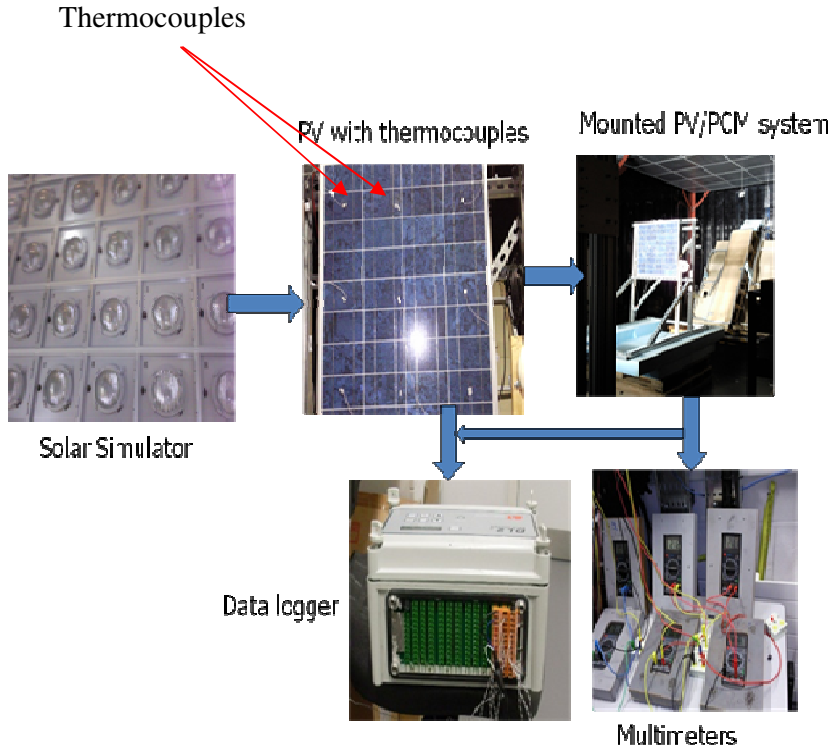 Thermocouples
PV with thermocouples
Mounted PV/PCM system
Solar Simulator
Data logger
Multimeters